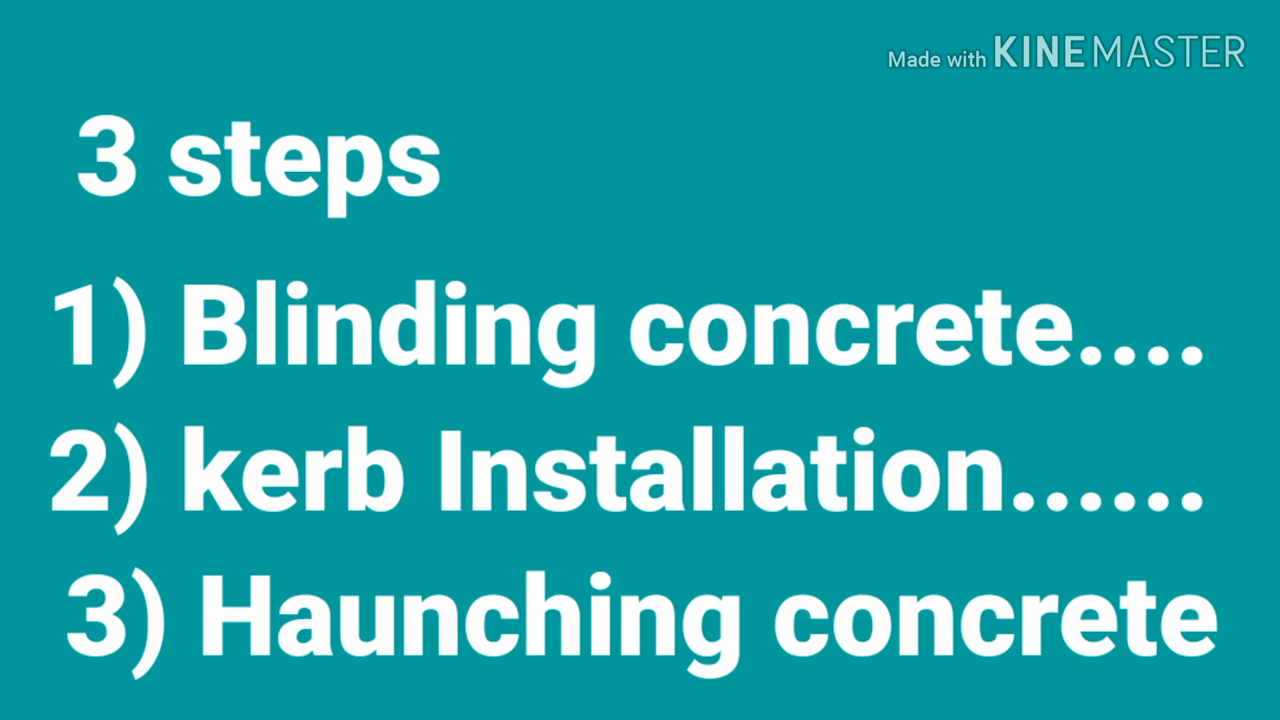 Made with KINEMASTER
3 steps
1) Blinding concrete....
2) kerb Installation......
3) Haunching concrete